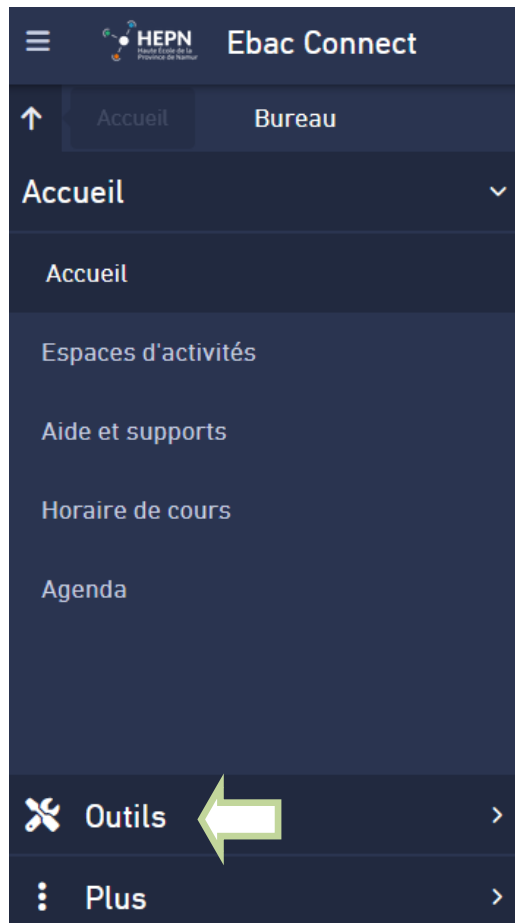 HEPN
Haute École de la
Province de Namur
Ebac Connect
Accueil
Bureau
Accueil
Accueil
Espaces d'activités
Aide et supports
Horaire de cours
Agenda
Outils
Plus